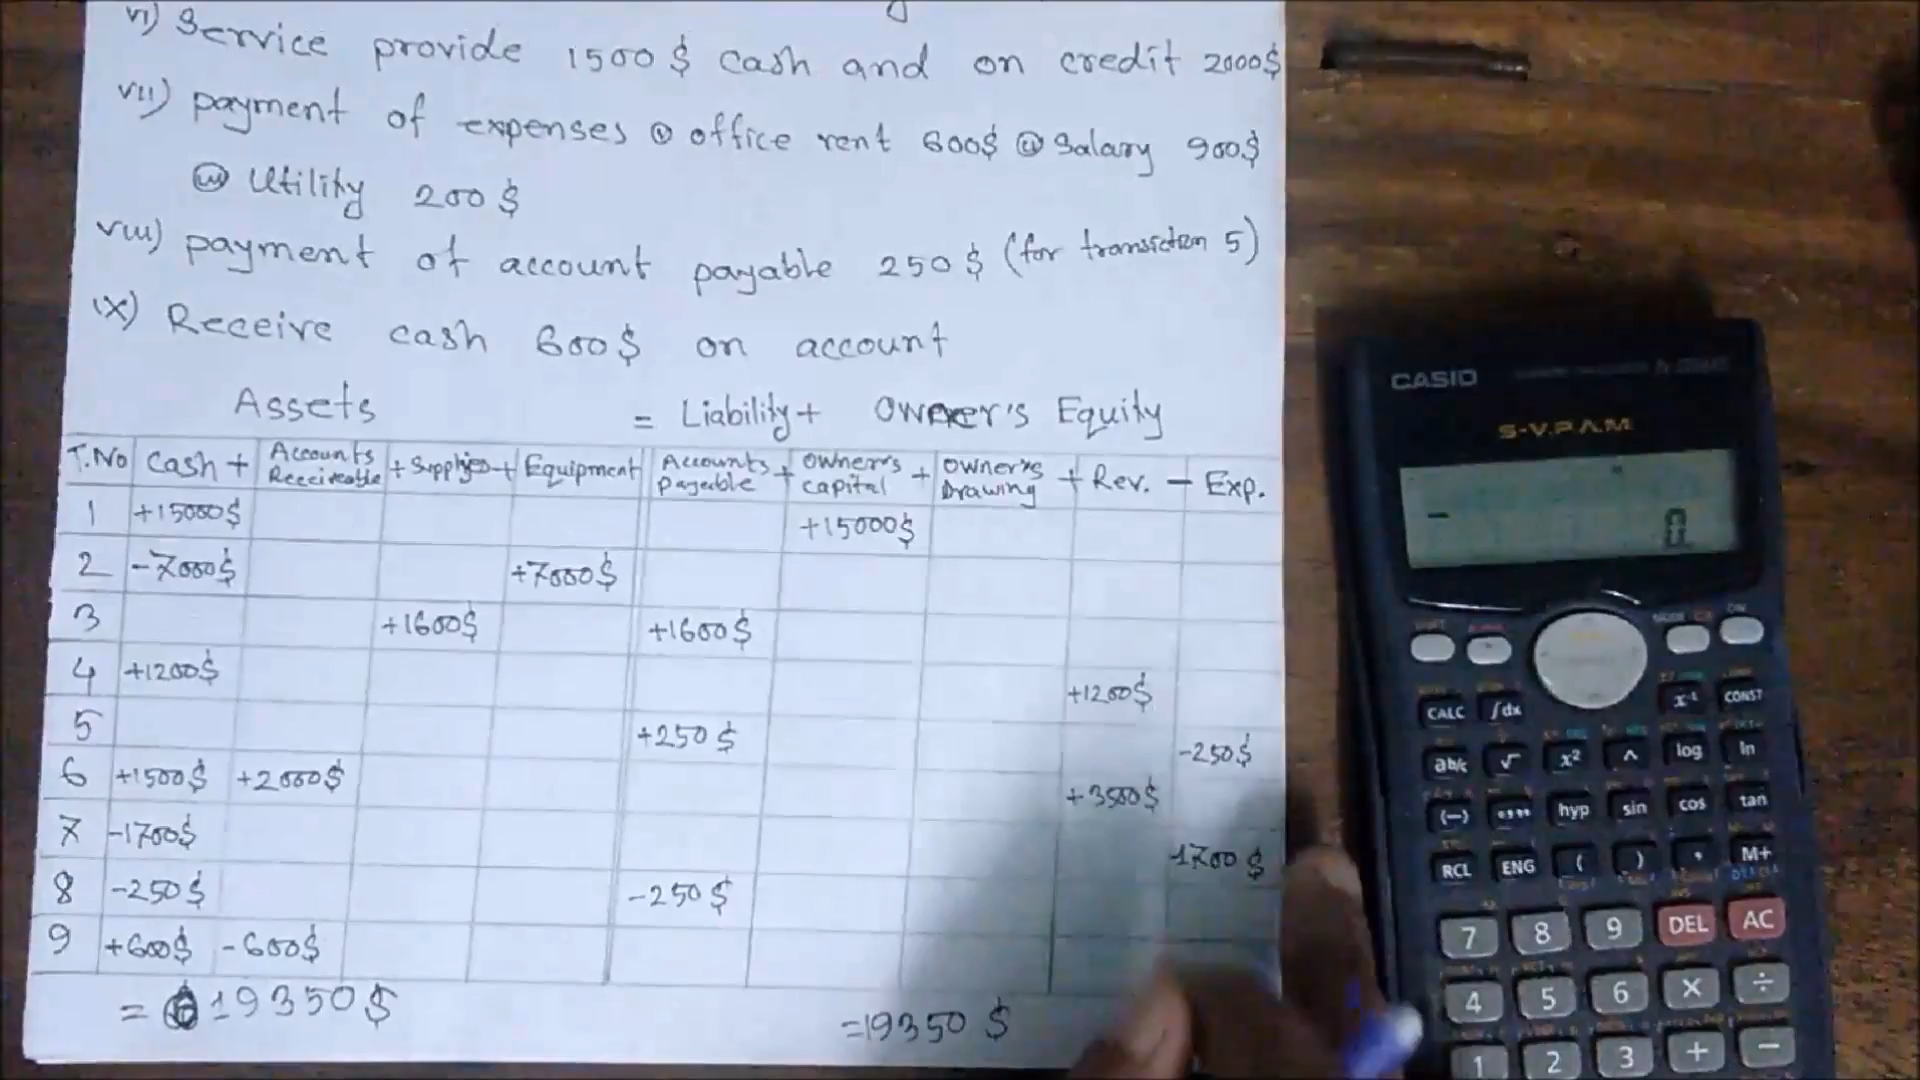 vi) Service provide 1500$ cash and on credit 2000$
vii) payment of expenses (i) office rent 600$ (ii) Salary 900$
(iii) Utility 200$
viii) payment of account payable 250$ (for transiction 5)
ix) Receive cash 600$ on account
Assets = Liability + Owner's Equity
T.No Cash + Accounts Receiveable + Supplies + Equipment Accounts payable + Owner's capital + Owner's Drawing + Rev. - Exp.
1 +15000$ +15000$
2 -7000$ +7000$
3 +1600$ +1600$
4 +1200$ +1200$
5 +250$ -250$
6 +1500$ +2000$ +3500$
7 -1700$ -1700$
8 -250$ -250$
9 +600$ -600$
= 19350$ =19350$
CASIO
S-V.P.A.M.
0
CALC ∫dx x⁻¹ CONST
ab/c √ x² ^ log ln
(-) hyp sin cos tan
RCL ENG ( ) , M+
7 8 9 DEL AC
4 5 6 × ÷
1 2 3 + −